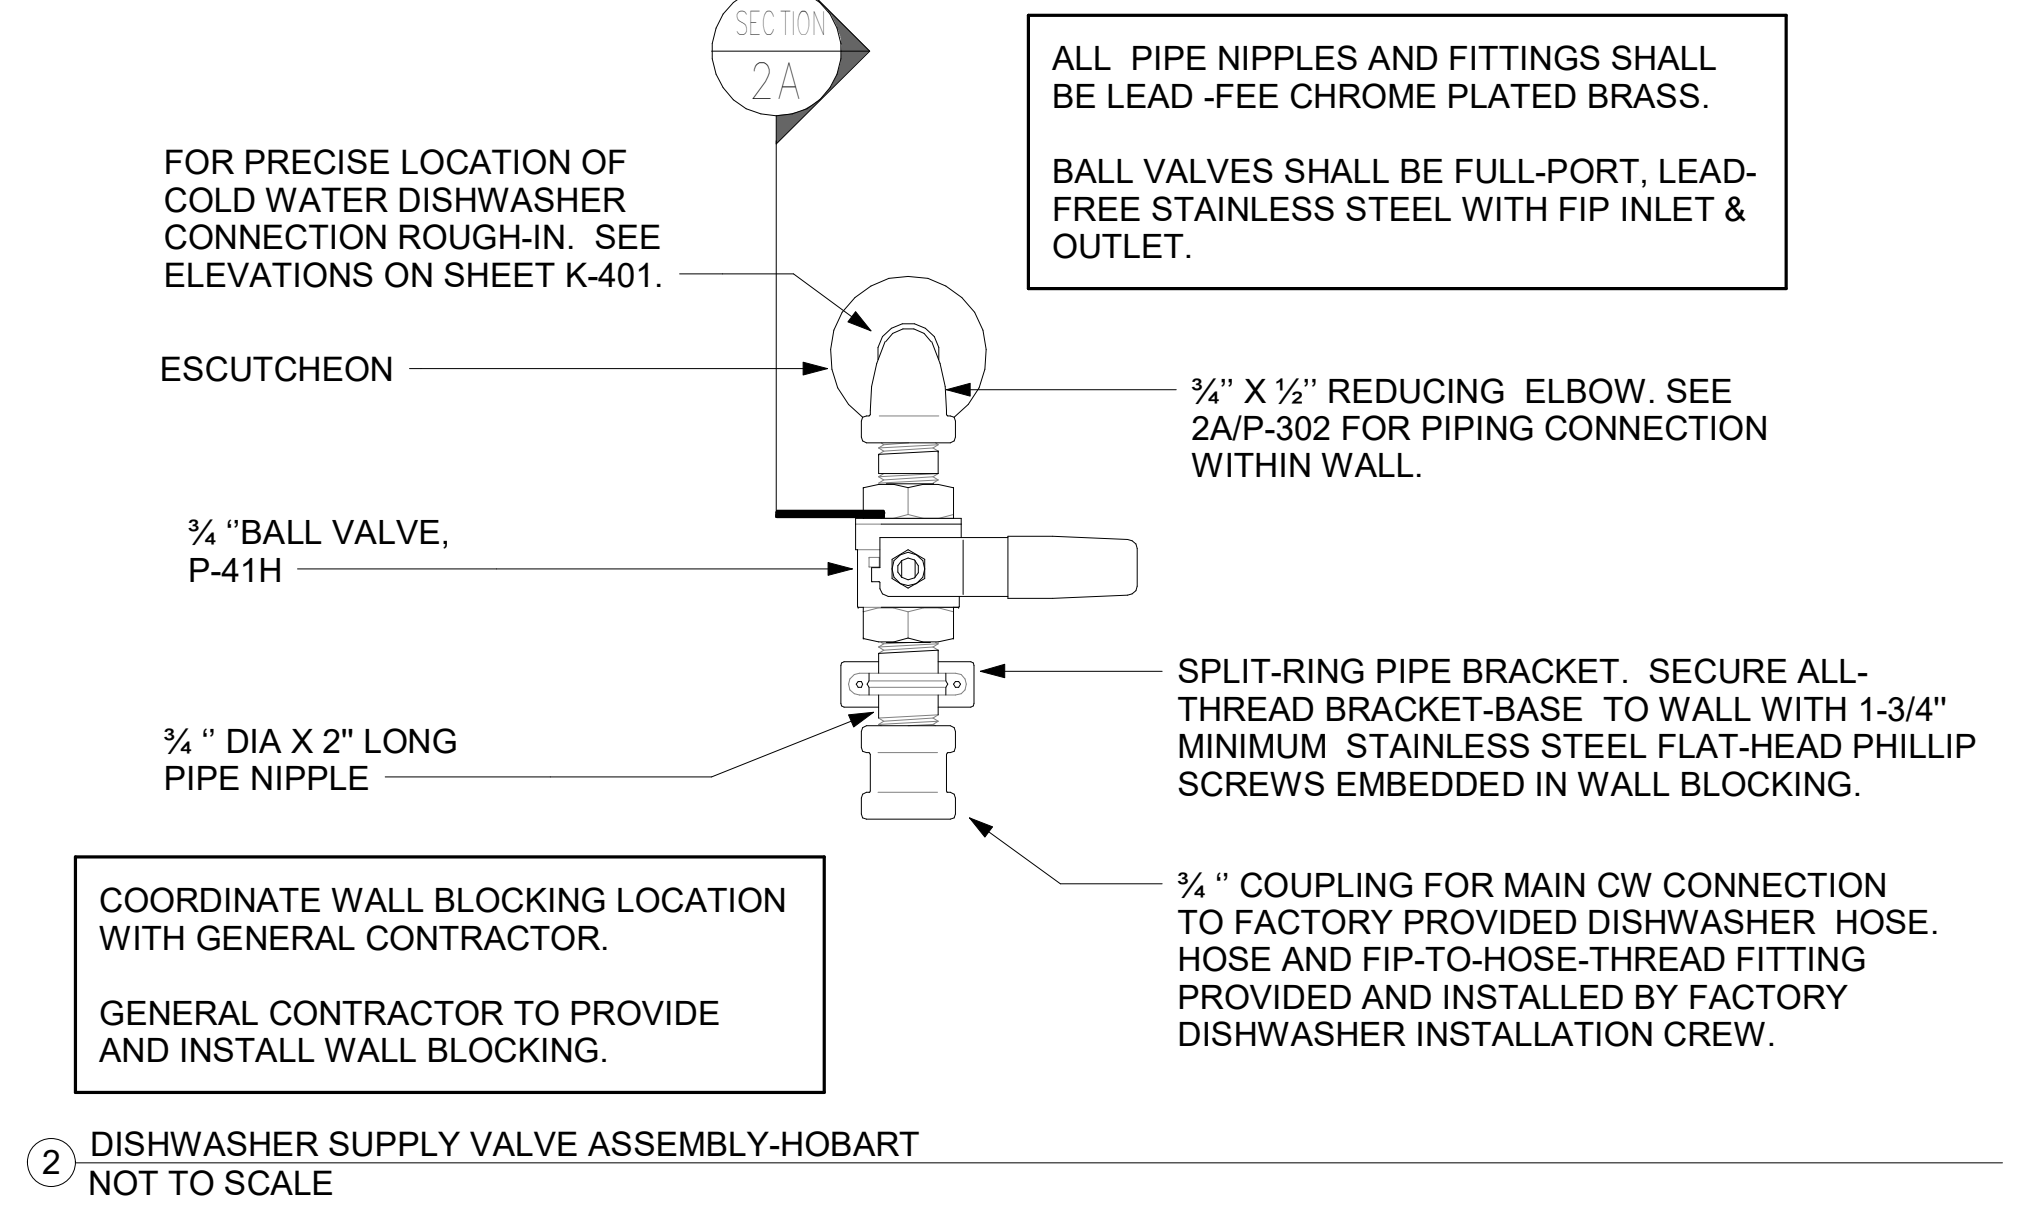 SECTION
2A
ALL PIPE NIPPLES AND FITTINGS SHALL
BE LEAD -FEE CHROME PLATED BRASS.
BALL VALVES SHALL BE FULL-PORT, LEAD-
FREE STAINLESS STEEL WITH FIP INLET &
OUTLET.
FOR PRECISE LOCATION OF
COLD WATER DISHWASHER
CONNECTION ROUGH-IN. SEE
ELEVATIONS ON SHEET K-401.
ESCUTCHEON
¾’’ X ½’’ REDUCING ELBOW. SEE
2A/P-302 FOR PIPING CONNECTION
WITHIN WALL.
¾ ‘’BALL VALVE,
P-41H
SPLIT-RING PIPE BRACKET. SECURE ALL-
THREAD BRACKET-BASE TO WALL WITH 1-3/4"
MINIMUM STAINLESS STEEL FLAT-HEAD PHILLIP
SCREWS EMBEDDED IN WALL BLOCKING.
¾ ‘’ DIA X 2" LONG
PIPE NIPPLE
¾ ‘’ COUPLING FOR MAIN CW CONNECTION
TO FACTORY PROVIDED DISHWASHER HOSE.
HOSE AND FIP-TO-HOSE-THREAD FITTING
PROVIDED AND INSTALLED BY FACTORY
DISHWASHER INSTALLATION CREW.
COORDINATE WALL BLOCKING LOCATION
WITH GENERAL CONTRACTOR.
GENERAL CONTRACTOR TO PROVIDE
AND INSTALL WALL BLOCKING.
2 DISHWASHER SUPPLY VALVE ASSEMBLY-HOBART
NOT TO SCALE